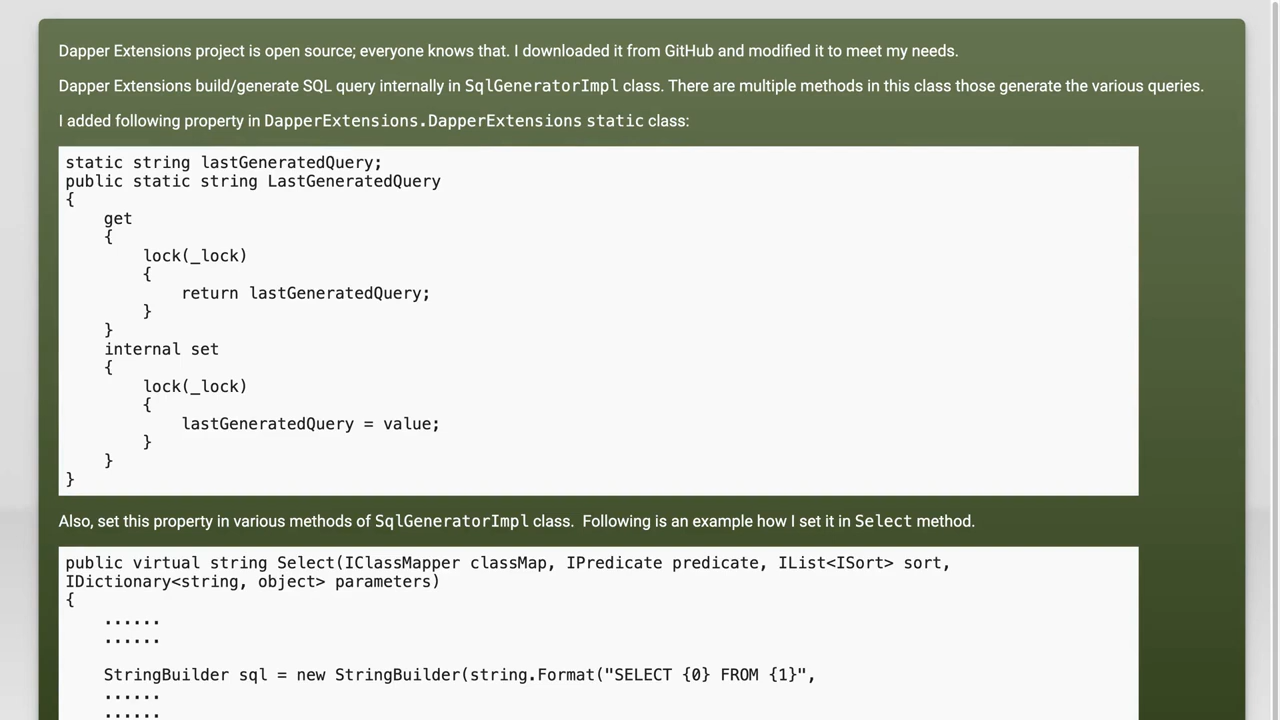 Dapper Extensions project is open source; everyone knows that. I downloaded it from GitHub and modified it to meet my needs.
Dapper Extensions build/generate SQL query internally in SqlGeneratorImpl class. There are multiple methods in this class those generate the various queries.
I added following property in DapperExtensions.DapperExtensions static class:
static string lastGeneratedQuery;
public static string LastGeneratedQuery
{
    get
    {
        lock(_lock)
        {
            return lastGeneratedQuery;
        }
    }
    internal set
    {
        lock(_lock)
        {
            lastGeneratedQuery = value;
        }
    }
}
Also, set this property in various methods of SqlGeneratorImpl class.  Following is an example how I set it in Select method.
public virtual string Select(IClassMapper classMap, IPredicate predicate, IList<ISort> sort,
IDictionary<string, object> parameters)
{
    ......
    ......
    StringBuilder sql = new StringBuilder(string.Format("SELECT {0} FROM {1}",
    ......
    ......